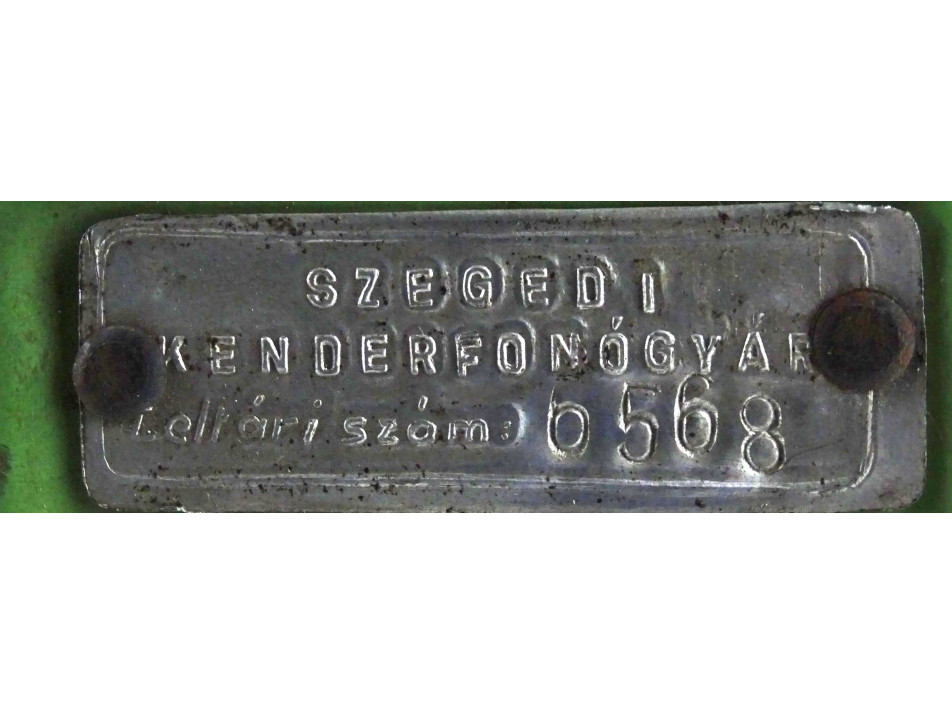 SZEGEDI
KENDERFONÓGYÁR
Leltári szám: 6568